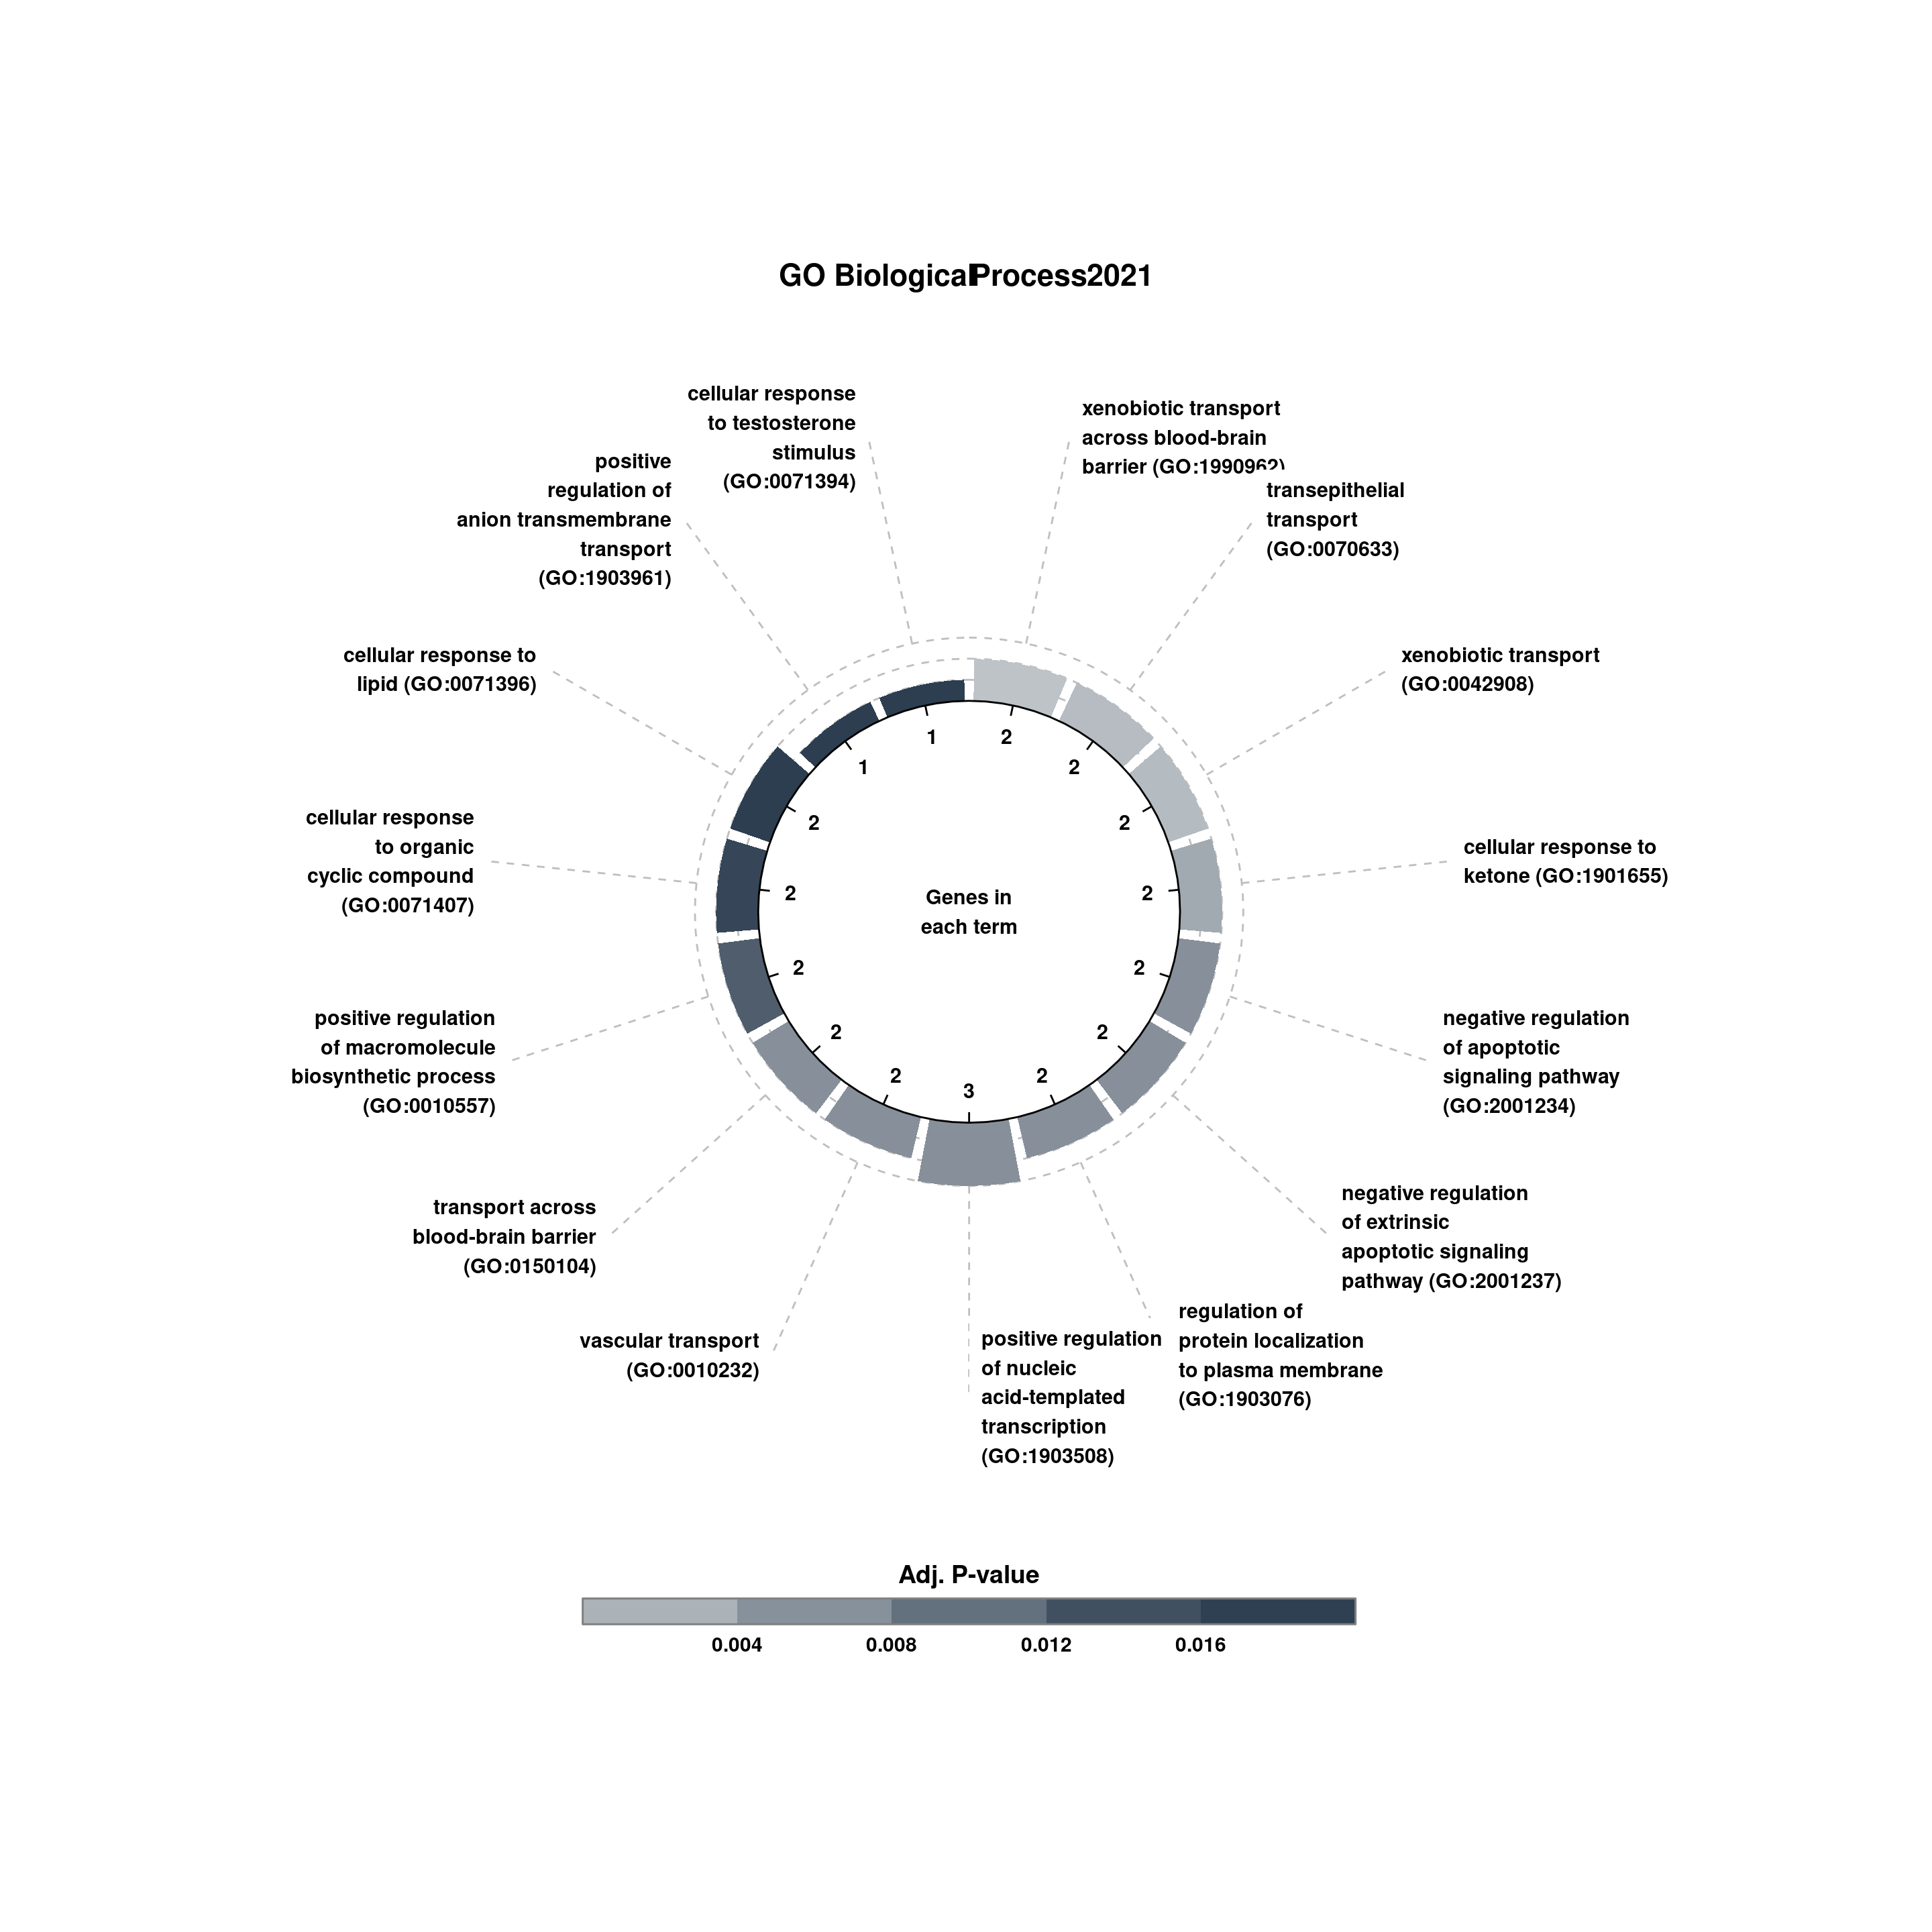 GO BiologicalProcess2021
cellular response
to testosterone
stimulus
(GO:0071394)
xenobiotic transport
across blood-brain
barrier (GO:1990962)
transepithelial
transport
(GO:0070633)
xenobiotic transport
(GO:0042908)
cellular response to
ketone (GO:1901655)
negative regulation
of apoptotic
signaling pathway
(GO:2001234)
negative regulation
of extrinsic
apoptotic signaling
pathway (GO:2001237)
regulation of
protein localization
to plasma membrane
(GO:1903076)
positive regulation
of nucleic
acid-templated
transcription
(GO:1903508)
vascular transport
(GO:0010232)
transport across
blood-brain barrier
(GO:0150104)
positive regulation
of macromolecule
biosynthetic process
(GO:0010557)
cellular response
to organic
cyclic compound
(GO:0071407)
cellular response to
lipid (GO:0071396)
positive
regulation of
anion transmembrane
transport
(GO:1903961)
1
2
2
2
2
2
2
2
3
2
2
2
2
2
1
Genes in
each term
Adj. P-value
0.004
0.008
0.012
0.016